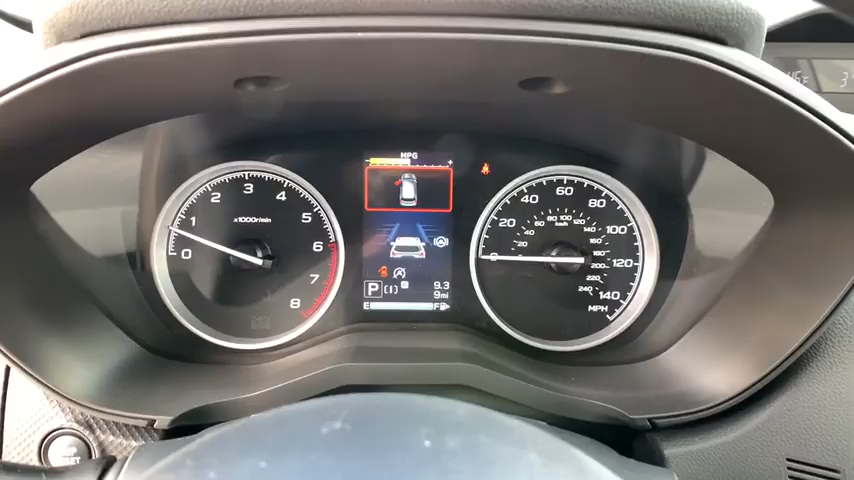 MPG
- +
x1000r/min
0 1 2 3 4 5 6 7 8
P
9.3
9mi
E F
0 20 40 60 80 100 120 140
20 40 60 80 100 120 140 160 180 200 220 240
km/h
MPH